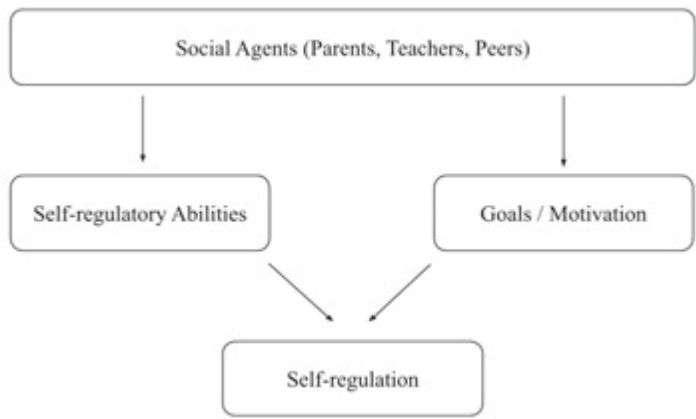 Social Agents (Parents, Teachers, Peers)
Self-regulatory Abilities
Goals / Motivation
Self-regulation